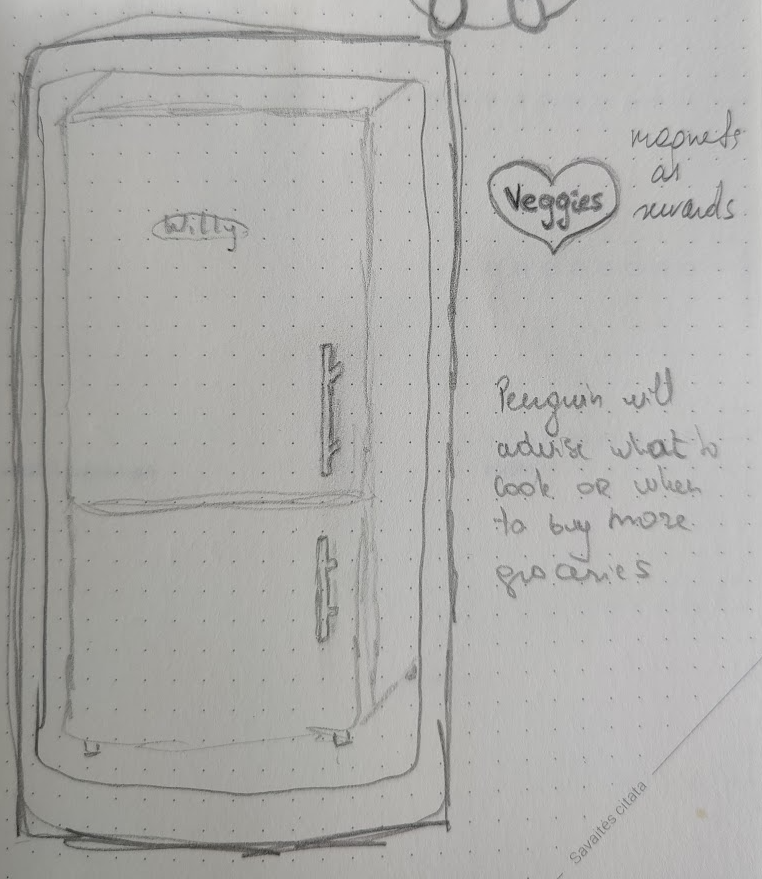 Willy
Veggies
magnets
as
rewards
Penguin will
advise what to
cook or when
to buy more
groceries
Savaitės citata